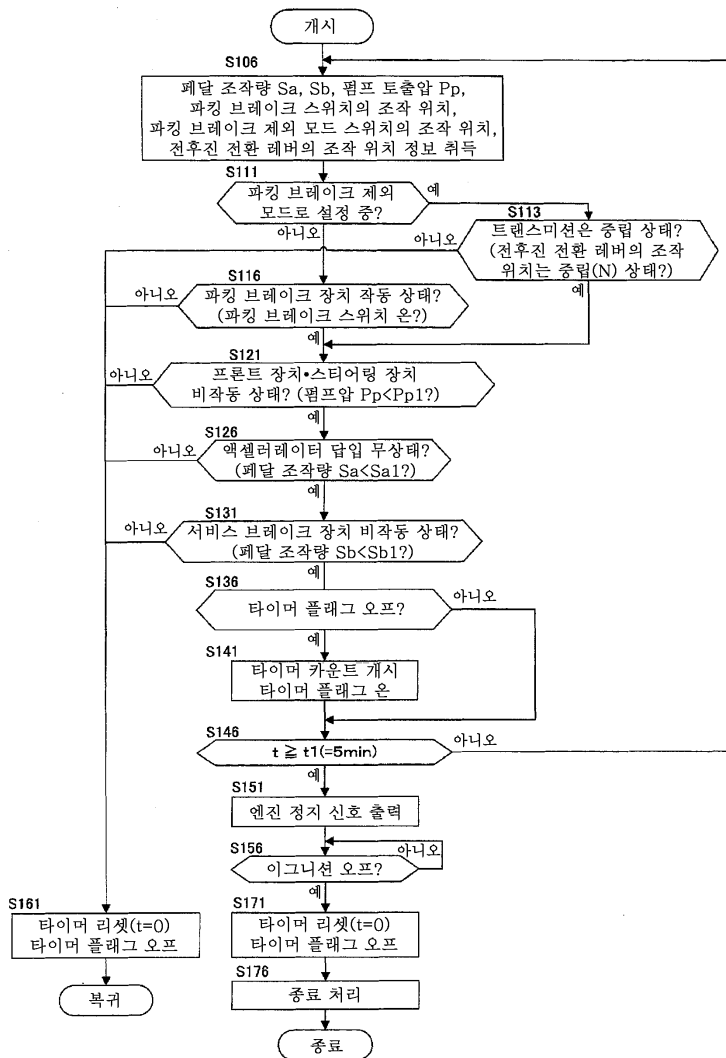 개시
S106
페달 조작량 Sa, Sb, 펌프 토출압 Pp,
파킹 브레이크 스위치의 조작 위치,
파킹 브레이크 제외 모드 스위치의 조작 위치,
전후진 전환 레버의 조작 위치 정보 취득
S111
파킹 브레이크 제외
모드로 설정 중?
예
아니오
S113
트랜스미션은 중립 상태?
(전후진 전환 레버의 조작
위치는 중립(N) 상태?)
아니오
예
S116
파킹 브레이크 장치 작동 상태?
(파킹 브레이크 스위치 온?)
아니오
예
S121
프론트 장치•스티어링 장치
비작동 상태? (펌프압 Pp<Pp1?)
아니오
예
S126
액셀러레이터 답입 무상태?
(페달 조작량 Sa<Sa1?)
아니오
예
S131
서비스 브레이크 장치 비작동 상태?
(페달 조작량 Sb<Sb1?)
아니오
예
S136
타이머 플래그 오프?
아니오
예
S141
타이머 카운트 개시
타이머 플래그 온
S146
t ≧ t1(=5min)
아니오
예
S151
엔진 정지 신호 출력
S156
이그니션 오프?
아니오
예
S161
타이머 리셋(t=0)
타이머 플래그 오프
복귀
S171
타이머 리셋(t=0)
타이머 플래그 오프
S176
종료 처리
종료